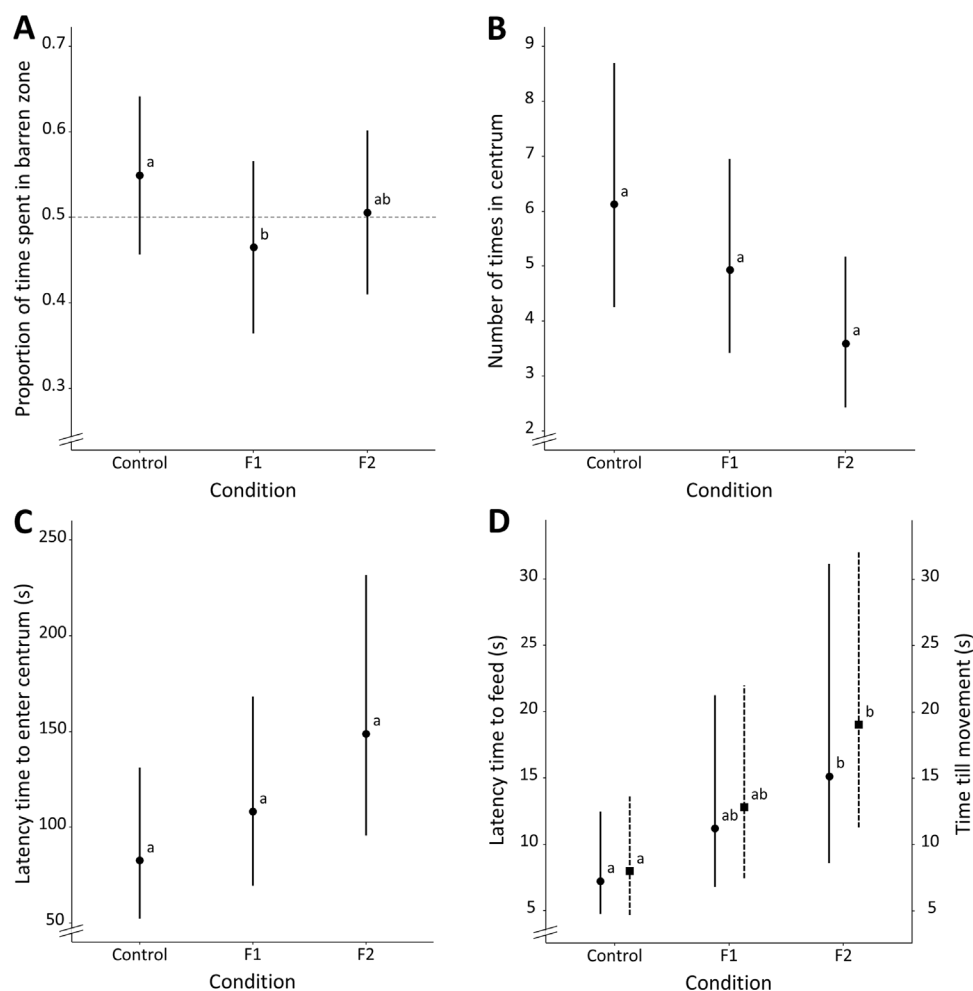 A
Proportion of time spent in barren zone
0.7
0.6
0.5
0.4
0.3
a
b
ab
Control F1 F2
Condition
B
Number of times in centrum
9
8
7
6
5
4
3
2
a
a
a
Control F1 F2
Condition
C
Latency time to enter centrum (s)
250
200
150
100
50
a
a
a
Control F1 F2
Condition
D
Latency time to feed (s)
30
25
20
15
10
5
a
a
ab
ab
b
b
30
25
20
15
10
5
Time till movement (s)
Control F1 F2
Condition